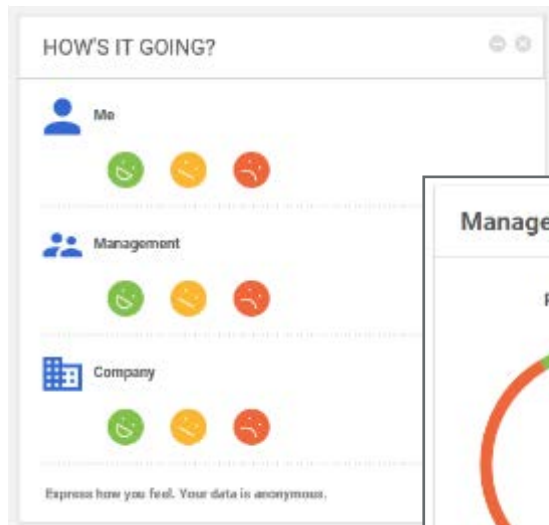 HOW'S IT GOING?
Me
Management
Company
Express how you feel. Your data is anonymous.
Manage